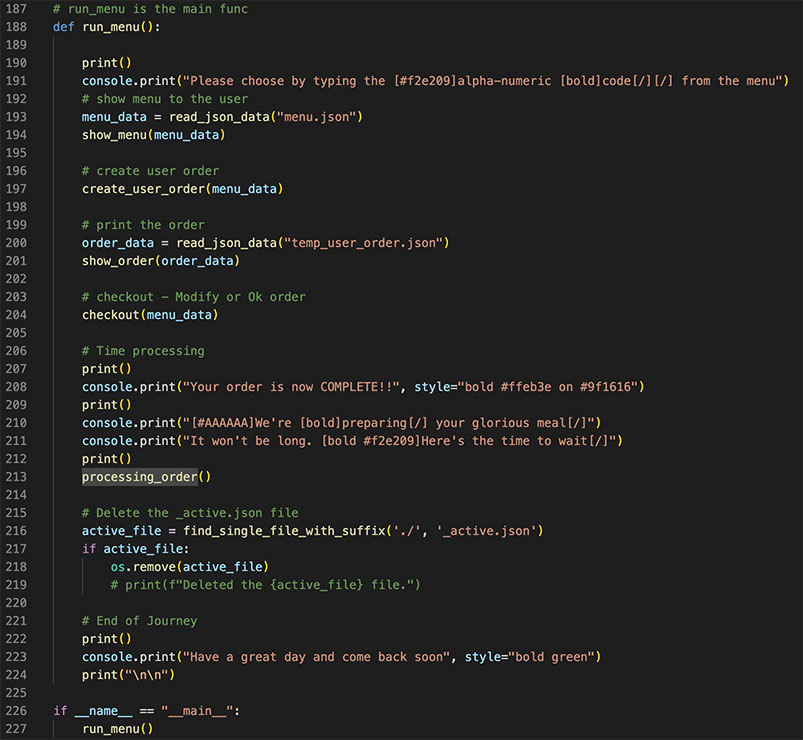 187 # run_menu is the main func
188 def run_menu():
189
190 print()
191 console.print("Please choose by typing the [#f2e209]alpha-numeric [bold]code[/][/] from the menu")
192 # show menu to the user
193 menu_data = read_json_data("menu.json")
194 show_menu(menu_data)
195
196 # create user order
197 create_user_order(menu_data)
198
199 # print the order
200 order_data = read_json_data("temp_user_order.json")
201 show_order(order_data)
202
203 # checkout - Modify or Ok order
204 checkout(menu_data)
205
206 # Time processing
207 print()
208 console.print("Your order is now COMPLETE!!", style="bold #ffeb3e on #9f1616")
209 print()
210 console.print("[#AAAAAA]We're [bold]preparing[/] your glorious meal[/]")
211 console.print("It won't be long. [bold #f2e209]Here's the time to wait[/]")
212 print()
213 processing_order()
214
215 # Delete the _active.json file
216 active_file = find_single_file_with_suffix('./', '_active.json')
217 if active_file:
218 os.remove(active_file)
219 # print(f"Deleted the {active_file} file.")
220
221 # End of Journey
222 print()
223 console.print("Have a great day and come back soon", style="bold green")
224 print("\n\n")
225
226 if __name__ == "__main__":
227 run_menu()